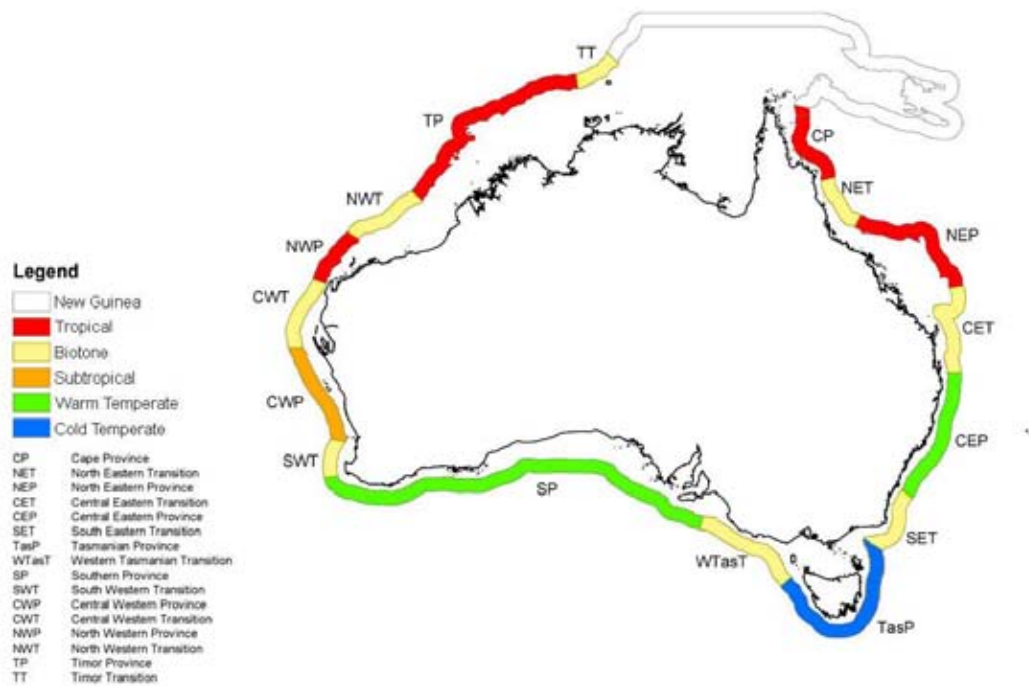 TT
TP
CP
NWT
NET
NWP
NEP
CWT
CET
CWP
CEP
SWT
SP
SET
WTasT
TasP
Legend
New Guinea
Tropical
Biotone
Subtropical
Warm Temperate
Cold Temperate
CP Cape Province
NET North Eastern Transition
NEP North Eastern Province
CET Central Eastern Transition
CEP Central Eastern Province
SET South Eastern Transition
TasP Tasmanian Province
WTasT Western Tasmanian Transition
SP Southern Province
SWT South Western Transition
CWP Central Western Province
CWT Central Western Transition
NWP North Western Province
NWT North Western Transition
TP Timor Province
TT Timor Transition